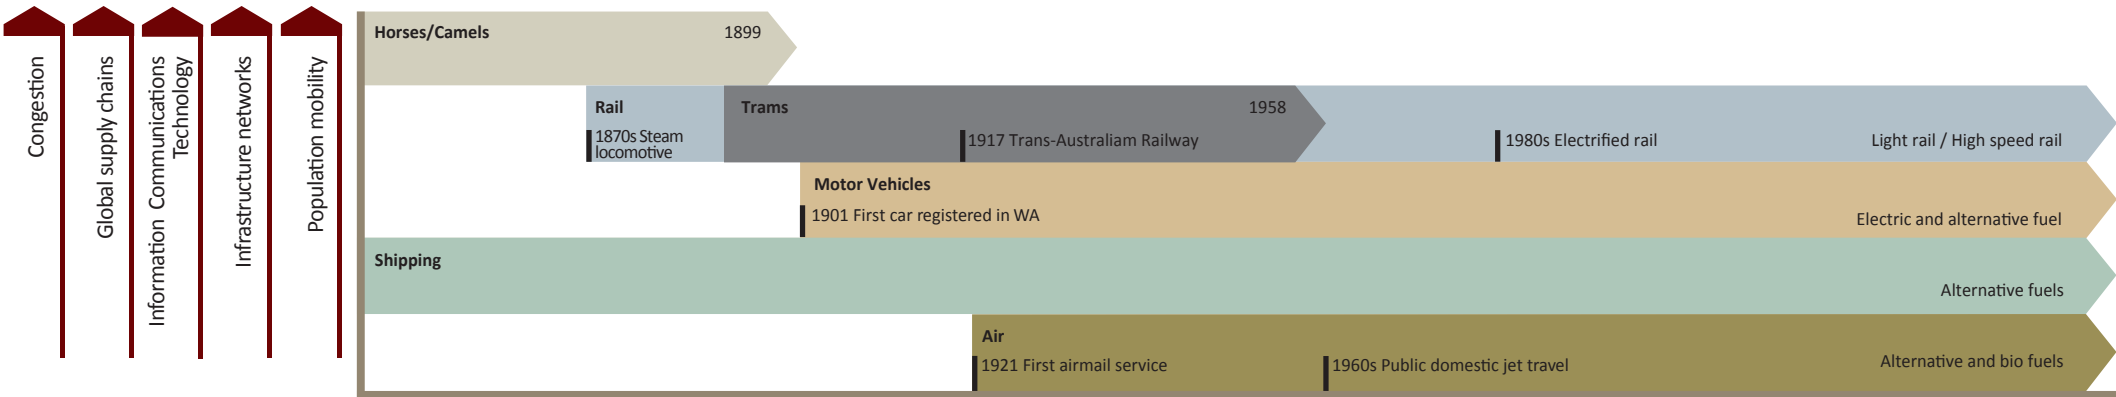 Congestion
Global supply chains
Information Communications
Technology
Infrastructure networks
Population mobility
Horses/Camels
1899
Rail
1870s Steam
locomotive
Trams
1958
1917 Trans-Australiam Railway
1980s Electrified rail
Light rail / High speed rail
Motor Vehicles
1901 First car registered in WA
Electric and alternative fuel
Shipping
Alternative fuels
Air
1921 First airmail service
1960s Public domestic jet travel
Alternative and bio fuels